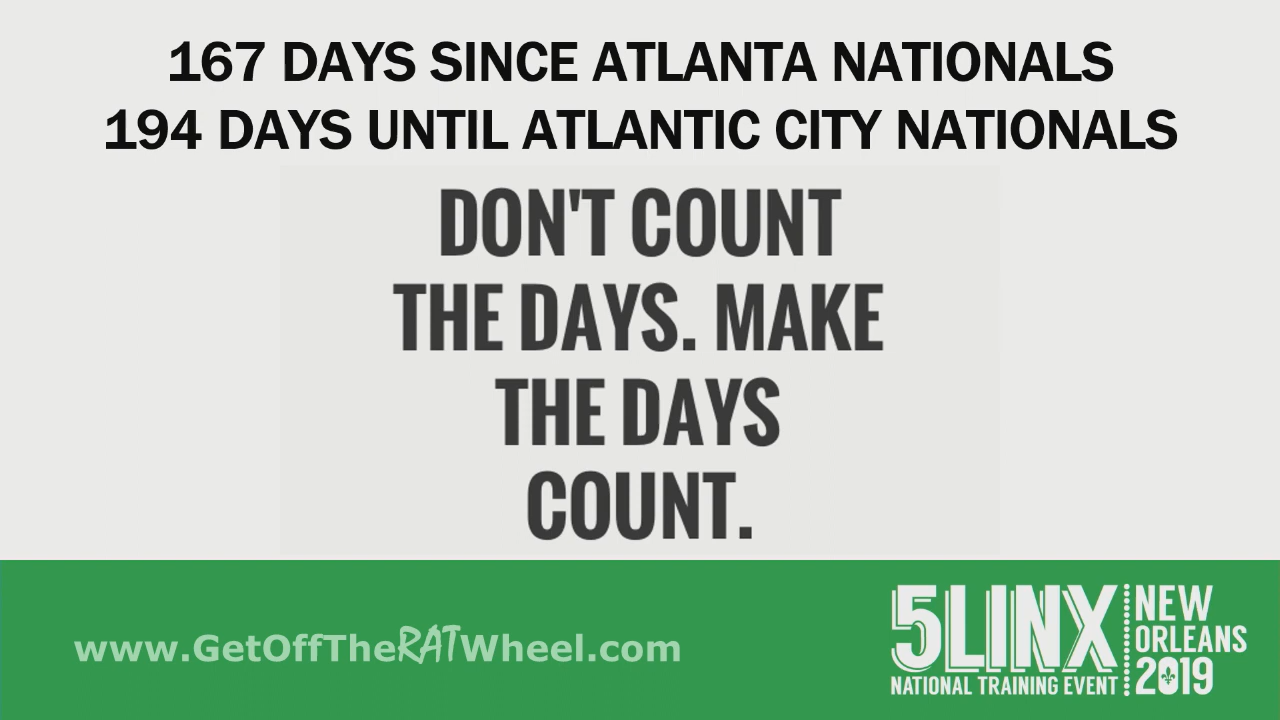 167 DAYS SINCE ATLANTA NATIONALS
194 DAYS UNTIL ATLANTIC CITY NATIONALS
DON'T COUNT
THE DAYS. MAKE
THE DAYS
COUNT.
www.GetOffTheRATWheel.com
5LINX
NATIONAL TRAINING EVENT
NEW
ORLEANS
2019